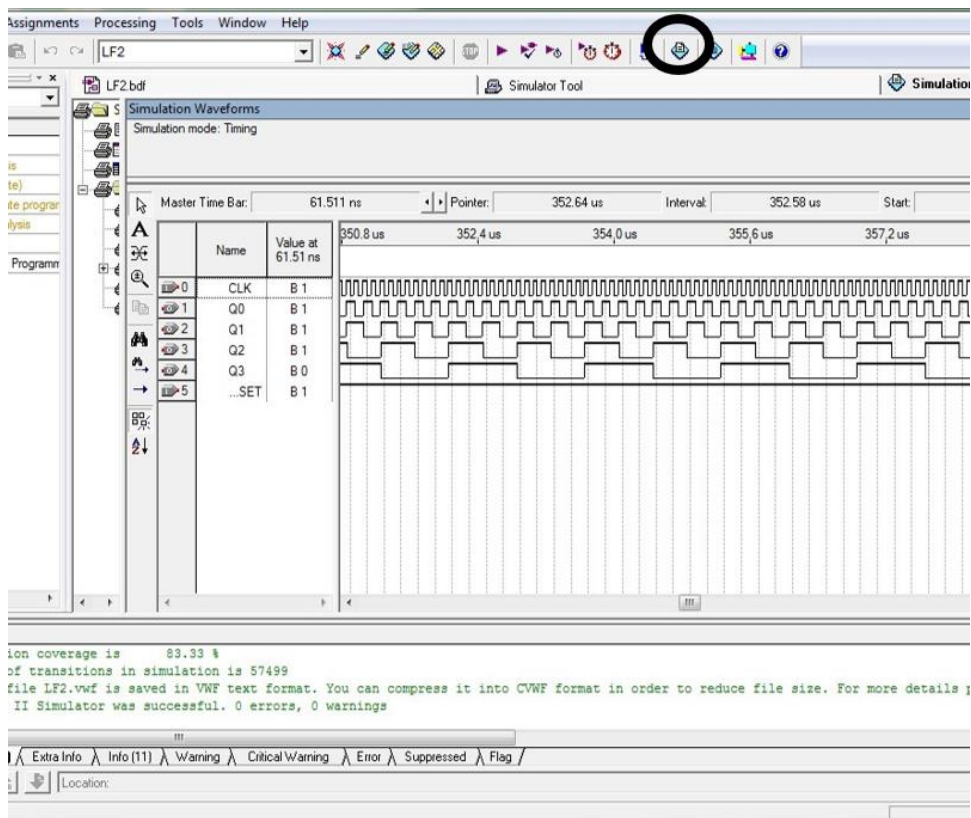 Assignments Processing Tools Window Help
LF2
STOP
LF2.bdf
Simulator Tool
Simulation
S Simulation Waveforms
Simulation mode: Timing
is
te)
te program
lysis
Programm
Master Time Bar: 61.511 ns Pointer: 352.64 us Interval: 352.58 us Start:
A
Name
Value at
61.51 ns
350.8 us 352,4 us 354,0 us 355,6 us 357,2 us
0 CLK B 1
1 Q0 B 1
2 Q1 B 1
3 Q2 B 1
4 Q3 B 0
5 ...SET B 1
ion coverage is 83.33 %
of transitions in simulation is 57499
file LF2.vwf is saved in VWF text format. You can compress it into CVWF format in order to reduce file size. For more details p
II Simulator was successful. 0 errors, 0 warnings
Extra Info Info (11) Warning Critical Warning Error Suppressed Flag
Location: